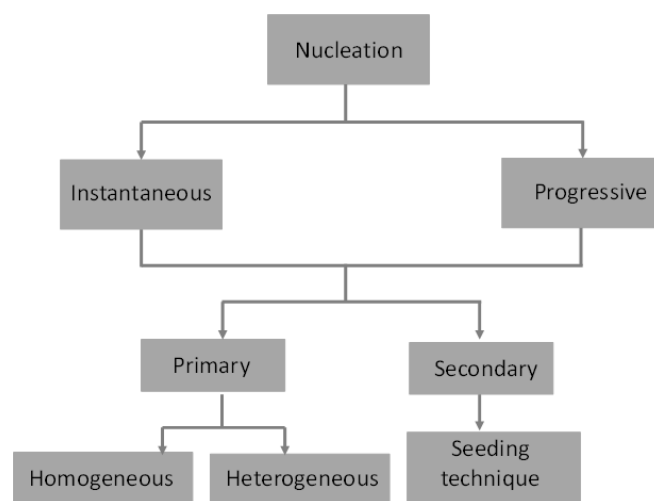 Nucleation
Instantaneous
Progressive
Primary
Secondary
Homogeneous
Heterogeneous
Seeding
technique